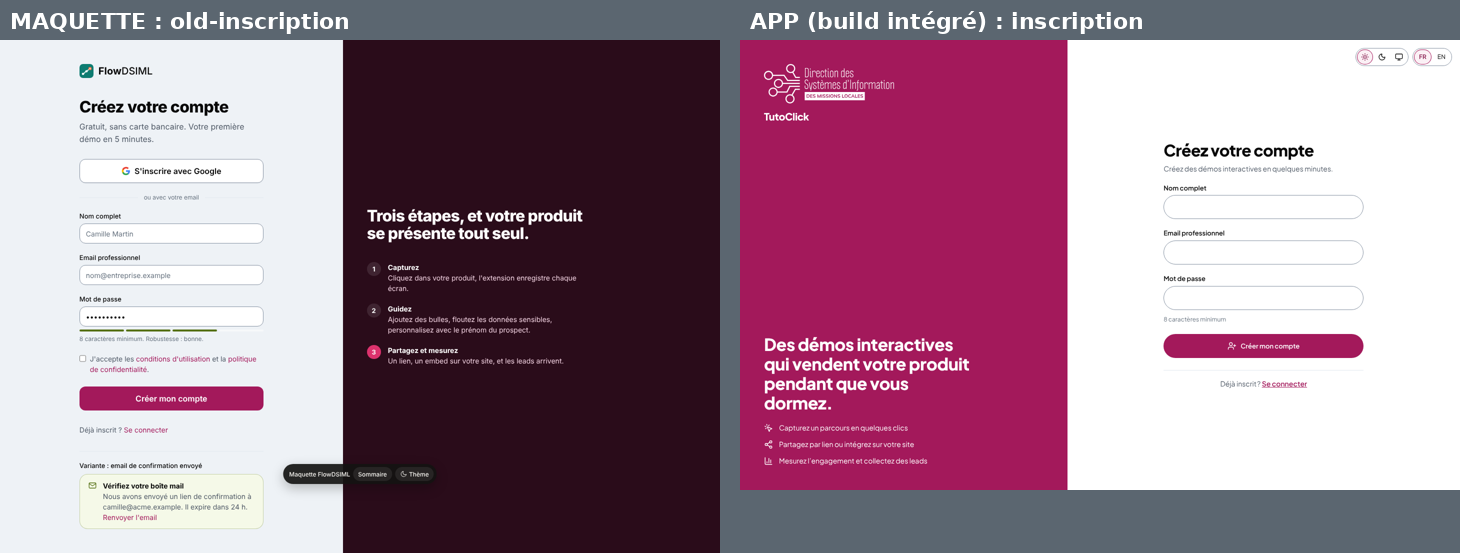 MAQUETTE : old-inscription
FlowDSIML
Créez votre compte
Gratuit, sans carte bancaire. Votre première
démo en 5 minutes.
S'inscrire avec Google
ou avec votre email
Nom complet
Camille Martin
Email professionnel
nom@entreprise.example
Mot de passe
••••••••••
8 caractères minimum. Robustesse : bonne.
J'accepte les conditions d'utilisation et la politique
de confidentialité.
Créer mon compte
Déjà inscrit ? Se connecter
Variante : email de confirmation envoyé
Vérifiez votre boîte mail
Nous avons envoyé un lien de confirmation à
camille@acme.example. Il expire dans 24 h.
Renvoyer l'email
Trois étapes, et votre produit
se présente tout seul.
1 Capturez
Cliquez dans votre produit, l'extension enregistre chaque
écran.
2 Guidez
Ajoutez des bulles, floutez les données sensibles,
personnalisez avec le prénom du prospect.
3 Partagez et mesurez
Un lien, un embed sur votre site, et les leads arrivent.
Maquette FlowDSIML Sommaire Thème
APP (build intégré) : inscription
Direction des
Systèmes d'Information
DES MISSIONS LOCALES
TutoClick
Des démos interactives
qui vendent votre produit
pendant que vous
dormez.
Capturez un parcours en quelques clics
Partagez par lien ou intégrez sur votre site
Mesurez l'engagement et collectez des leads
FR EN
Créez votre compte
Créez des démos interactives en quelques minutes.
Nom complet
Email professionnel
Mot de passe
8 caractères minimum
Créer mon compte
Déjà inscrit ? Se connecter